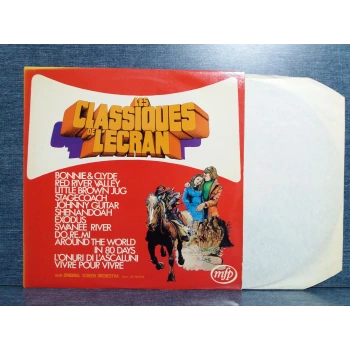 LES
CLASSIQUES
DE L'ECRAN
BONNIE & CLYDE
RED RIVER VALLEY
LITTLE BROWN JUG
STAGECOACH
JOHNNY GUITAR
SHENANDOAH
EXODUS
SWANEE RIVER
DO, RE, MI
AROUND THE WORLD
IN 80 DAYS
L'ONURI DI L'ASCALUNI
VIVRE POUR VIVRE
mfp